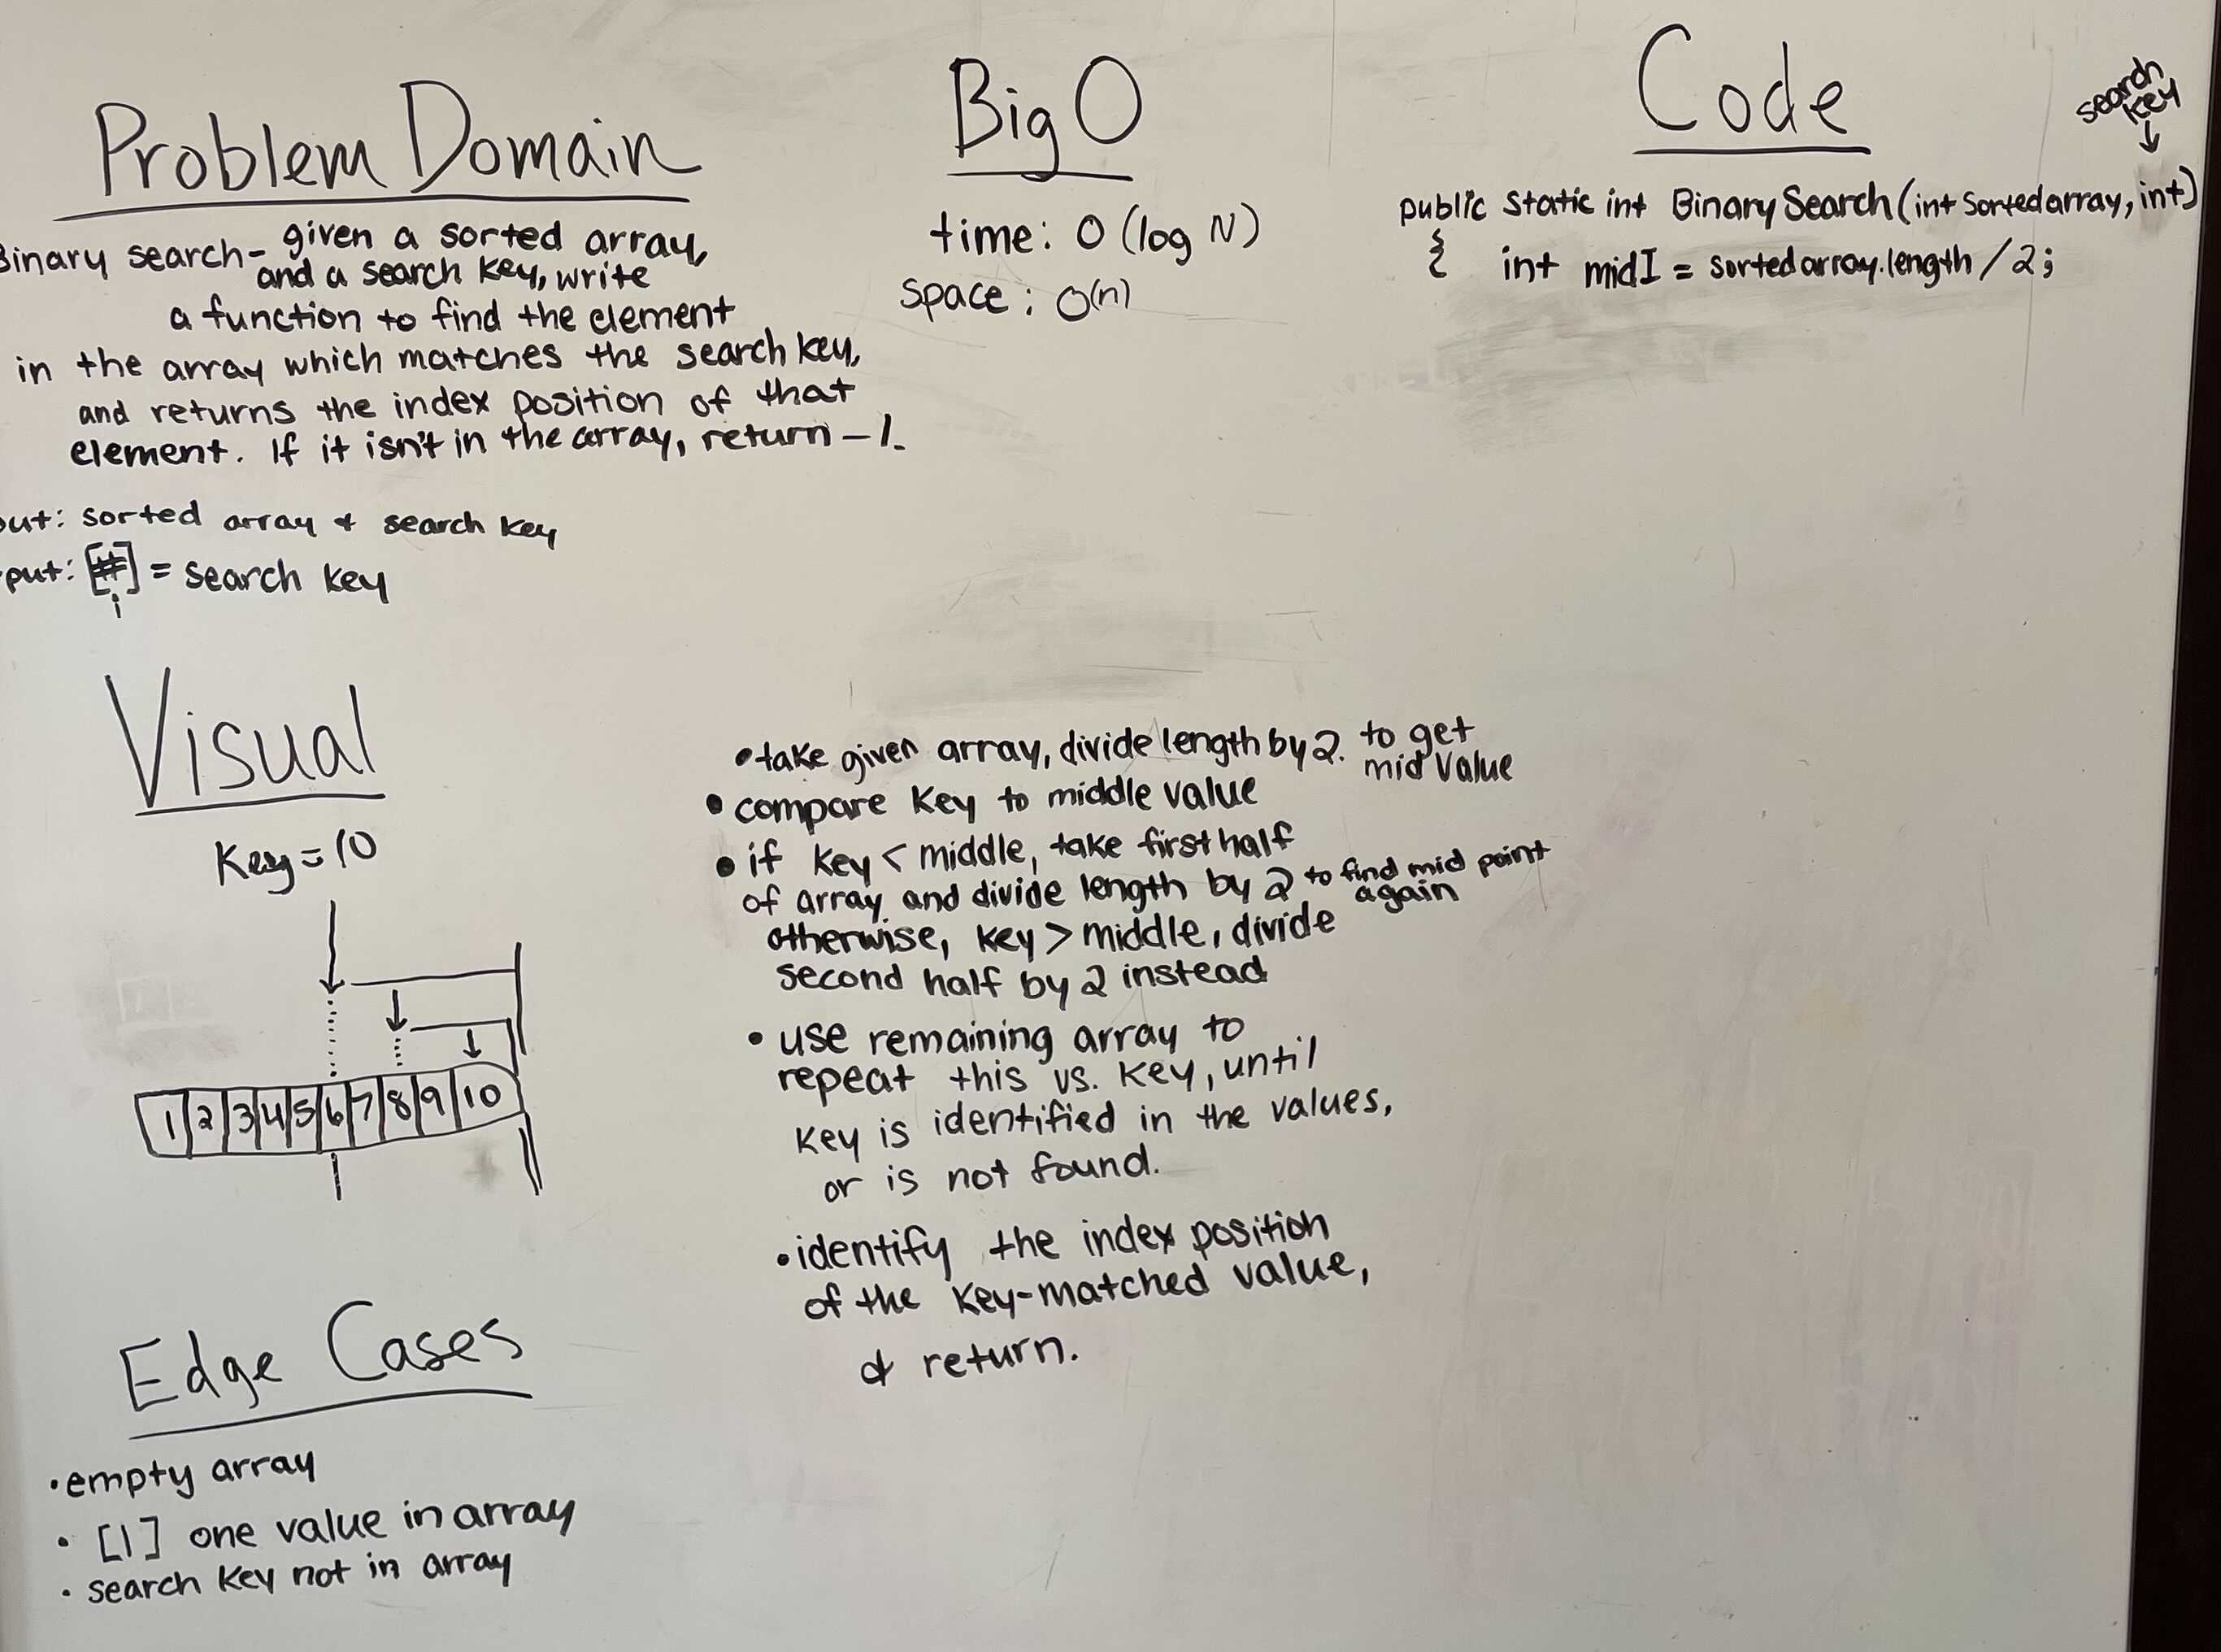 Problem Domain
Binary search- given a sorted array,
and a search key, write
a function to find the element
in the array which matches the search key,
and returns the index position of that
element. If it isn't in the array, return -1.
out: sorted array & search key
put: [#] = search key
i
Visual
Key = 10
1 2 3 4 5 6 7 8 9 10
Edge Cases
• empty array
• [1] one value in array
• search key not in array
Big O
time: O (log N)
space: O(n)
• take given array, divide length by 2. to get
mid value
• compare key to middle value
• if key < middle, take first half
of array and divide length by 2 to find mid point
again
otherwise, key > middle, divide
second half by 2 instead
• use remaining array to
repeat this vs. key, until
key is identified in the values,
or is not found.
• identify the index position
of the key-matched value,
& return.
Code
search
key
↓
public static int BinarySearch(int sortedarray, int)
{ int midI = sortedarray.length / 2;